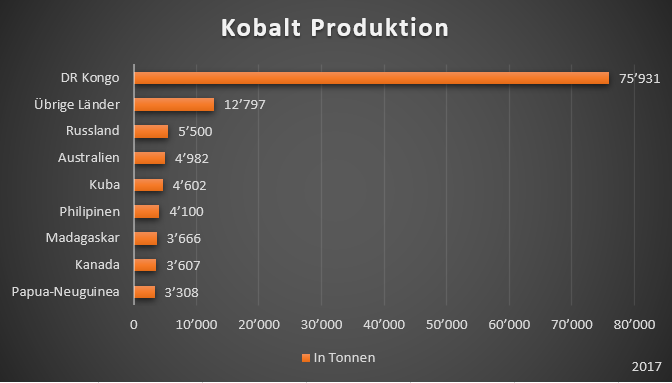 Kobalt Produktion
DR Kongo 75’931
Übrige Länder 12’797
Russland 5’500
Australien 4’982
Kuba 4’602
Philipinen 4’100
Madagaskar 3’666
Kanada 3’607
Papua-Neuguinea 3’308
0 10’000 20’000 30’000 40’000 50’000 60’000 70’000 80’000
In Tonnen
2017